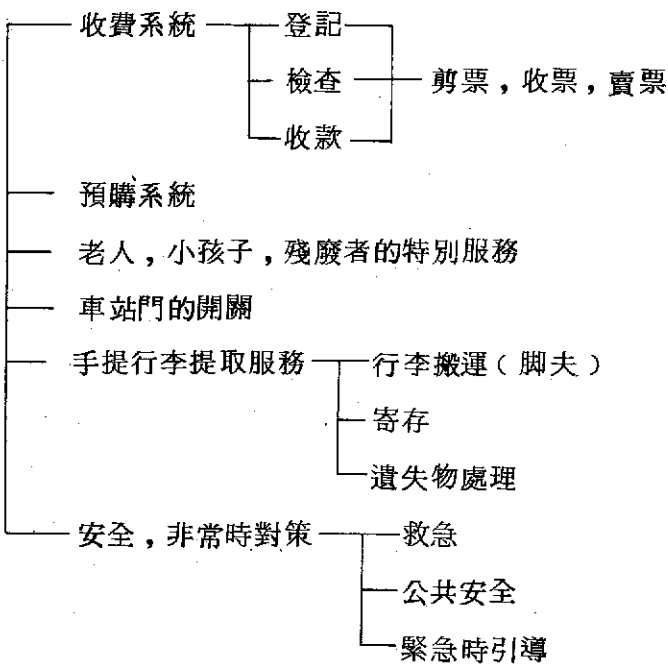 收費系統 登記
檢查 剪票，收票，賣票
收款
預購系統
老人，小孩子，殘廢者的特別服務
車站門的開關
手提行李提取服務 行李搬運（脚夫）
寄存
遺失物處理
安全，非常時對策 救急
公共安全
緊急時引導